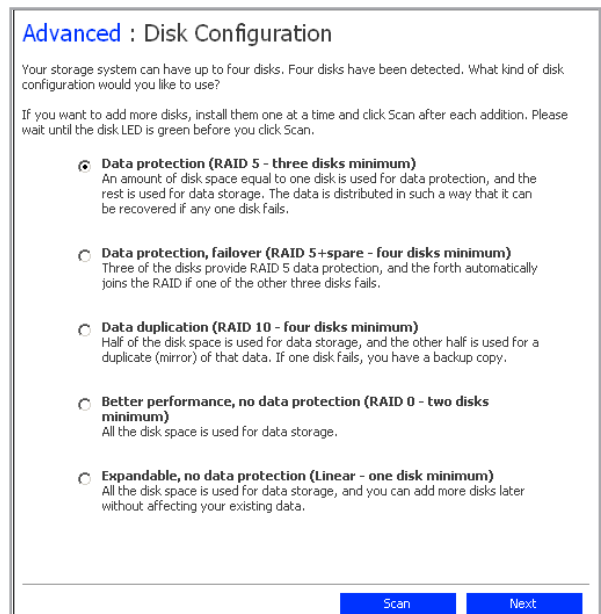 Advanced : Disk Configuration
Your storage system can have up to four disks. Four disks have been detected. What kind of disk
configuration would you like to use?
If you want to add more disks, install them one at a time and click Scan after each addition. Please
wait until the disk LED is green before you click Scan.
Data protection (RAID 5 - three disks minimum)
An amount of disk space equal to one disk is used for data protection, and the
rest is used for data storage. The data is distributed in such a way that it can
be recovered if any one disk fails.
Data protection, failover (RAID 5+spare - four disks minimum)
Three of the disks provide RAID 5 data protection, and the forth automatically
joins the RAID if one of the other three disks fails.
Data duplication (RAID 10 - four disks minimum)
Half of the disk space is used for data storage, and the other half is used for a
duplicate (mirror) of that data. If one disk fails, you have a backup copy.
Better performance, no data protection (RAID 0 - two disks
minimum)
All the disk space is used for data storage.
Expandable, no data protection (Linear - one disk minimum)
All the disk space is used for data storage, and you can add more disks later
without affecting your existing data.
Scan Next